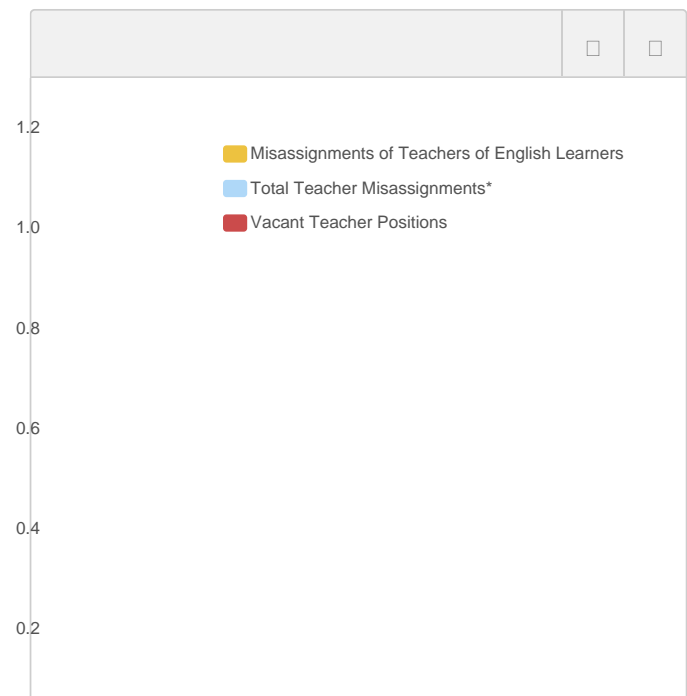 1.2
Misassignments of Teachers of English Learners
Total Teacher Misassignments*
1.0
Vacant Teacher Positions
0.8
0.6
0.4
0.2